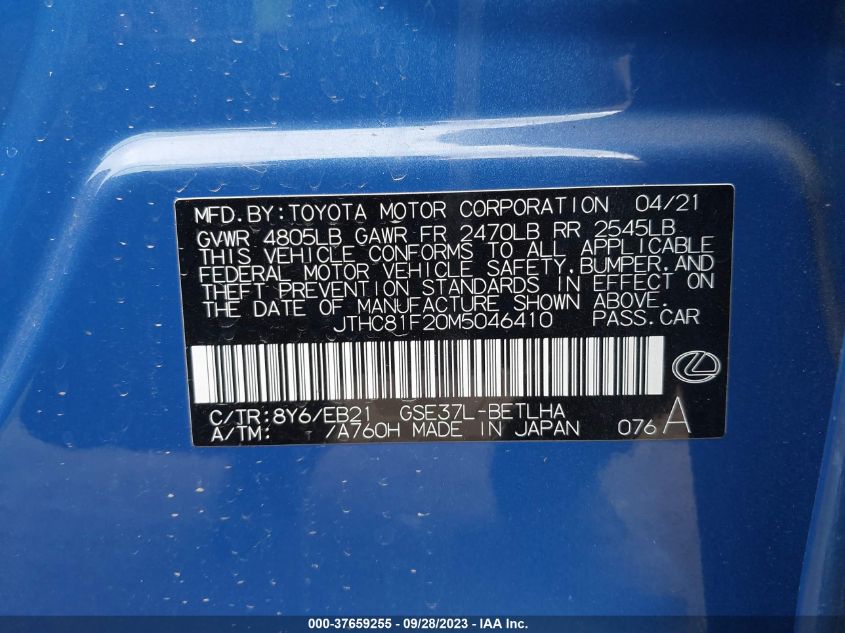 MFD.BY:TOYOTA MOTOR CORPORATION 04/21
GVWR 4805LB GAWR FR 2470LB RR 2545LB
THIS VEHICLE CONFORMS TO ALL APPLICABLE
FEDERAL MOTOR VEHICLE SAFETY,BUMPER,AND
THEFT PREVENTION STANDARDS IN EFFECT ON
THE DATE OF MANUFACTURE SHOWN ABOVE.
JTHC81F20M5046410 PASS.CAR
C/TR:8Y6/EB21 GSE37L-BETLHA
A/TM: /A760H MADE IN JAPAN 076 A
000-37659255 - 09/28/2023 - IAA Inc.